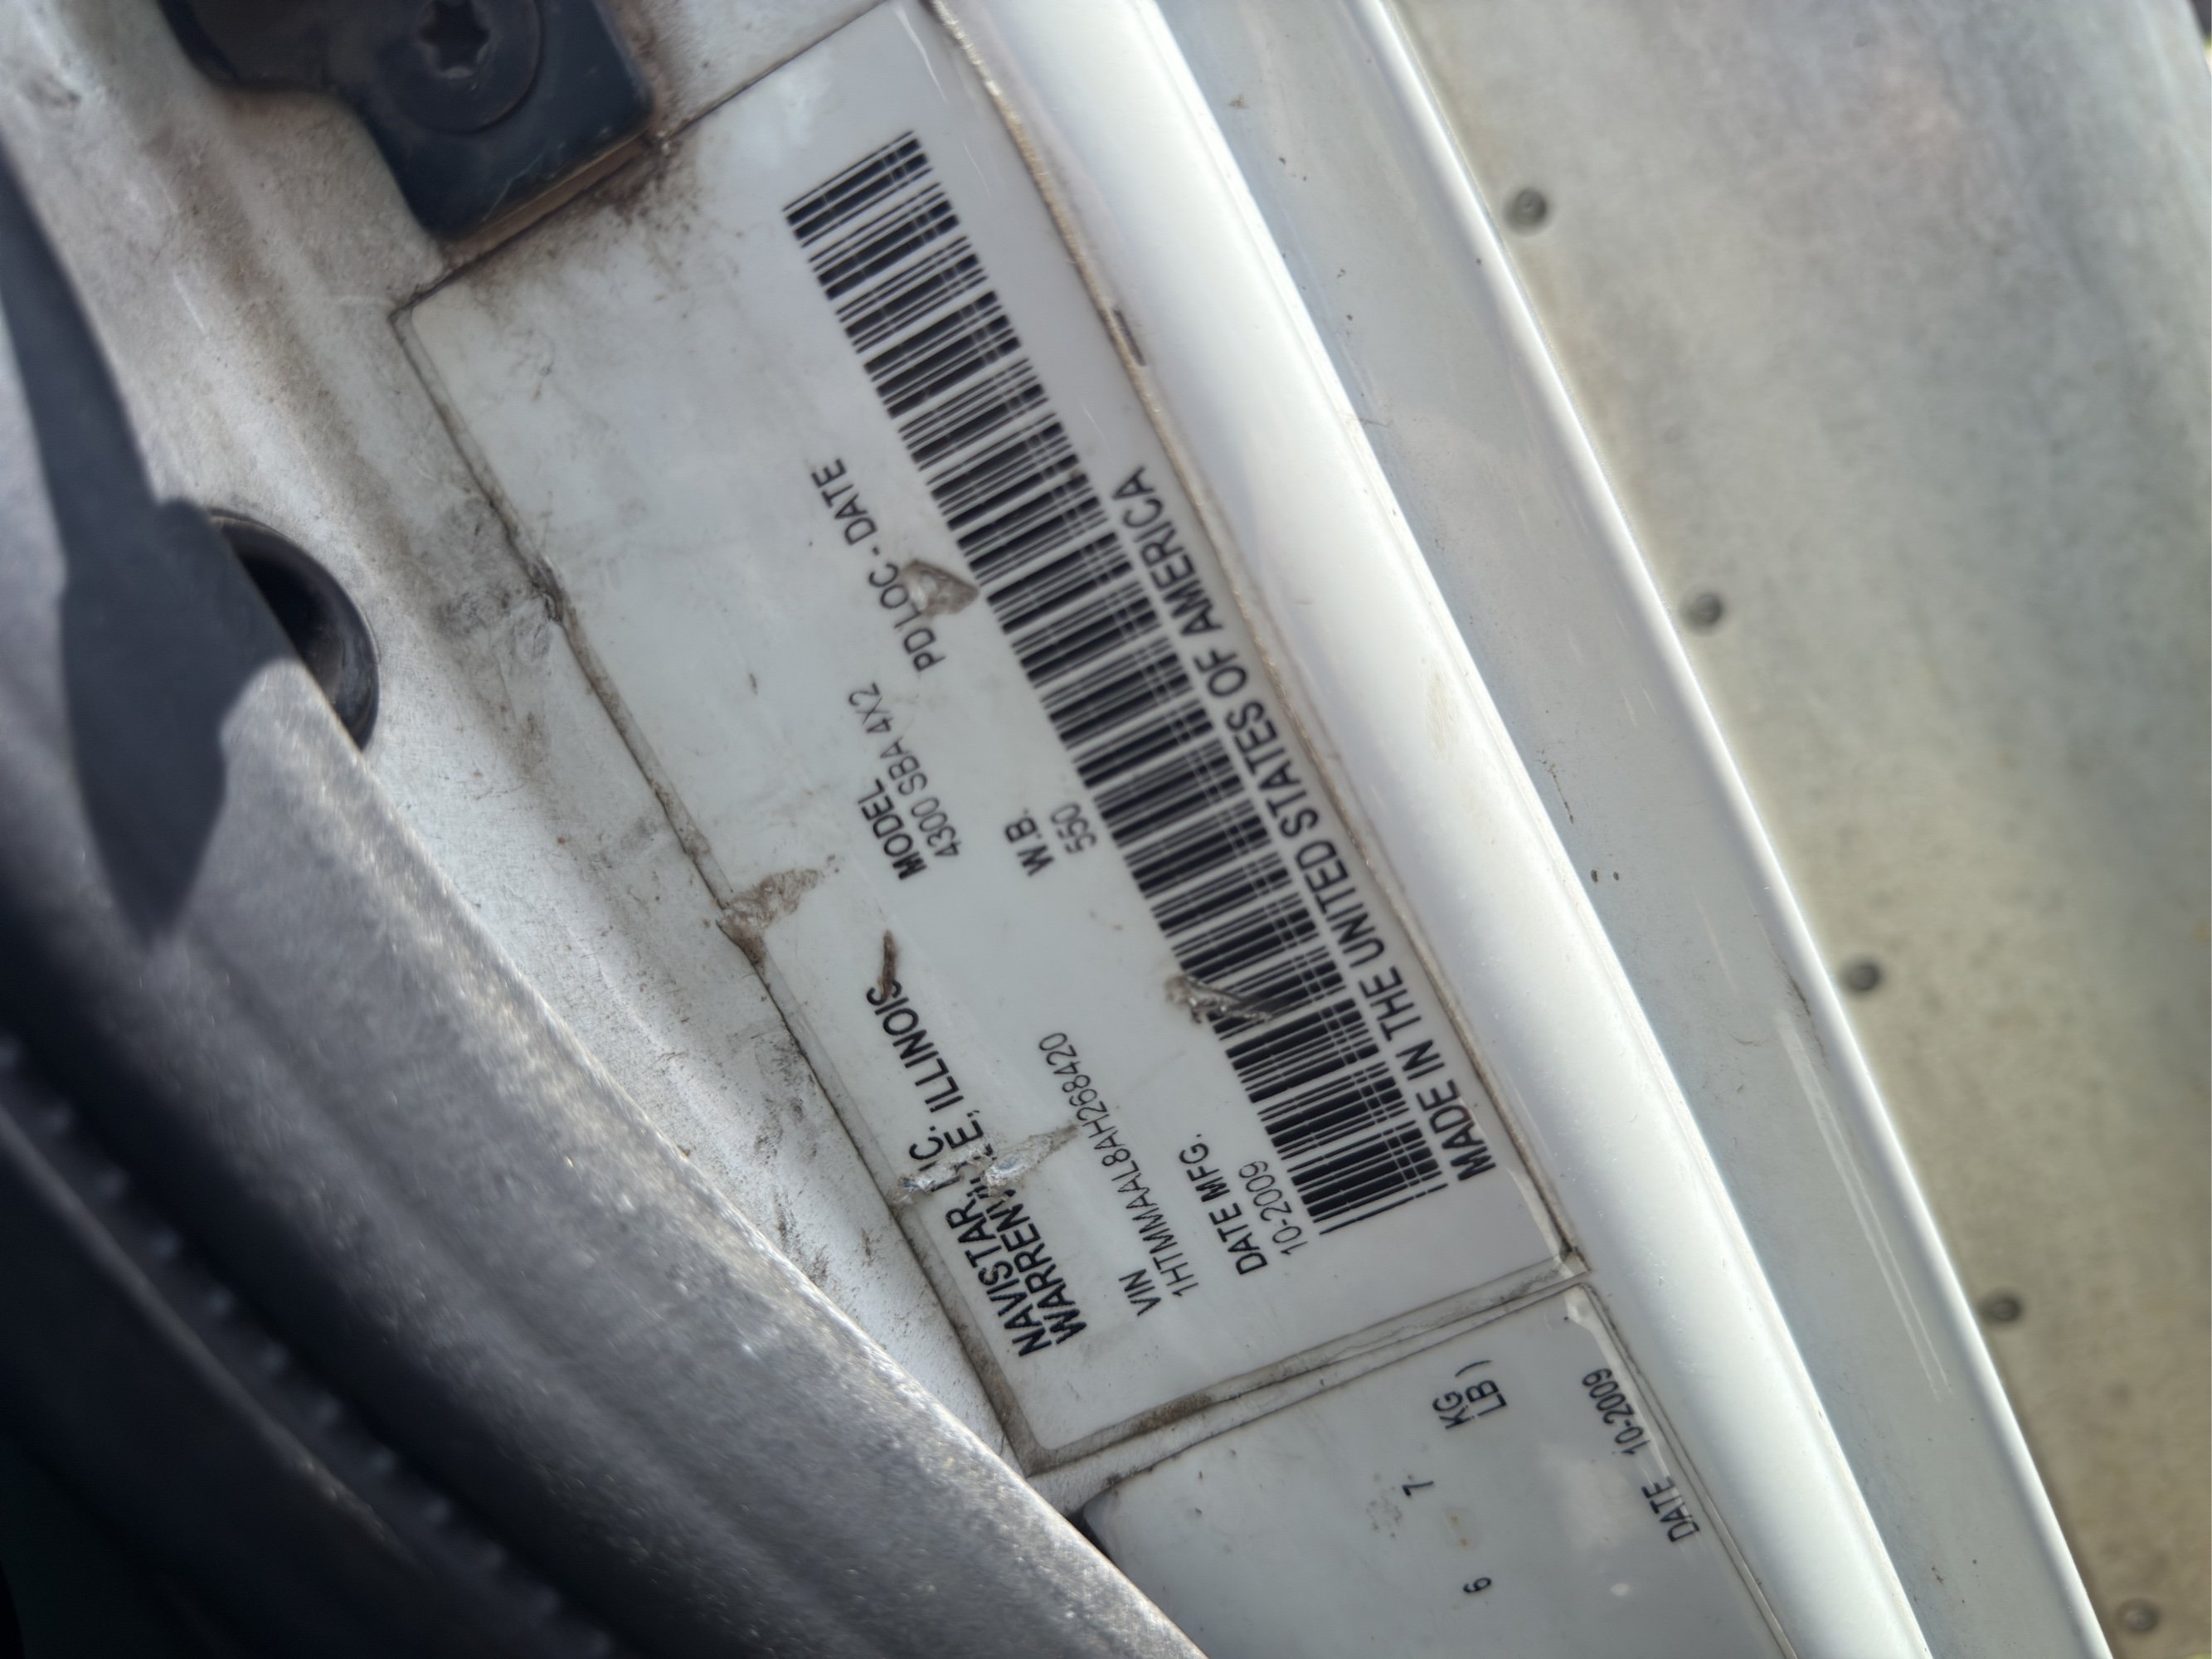 NAVISTAR, INC.
WARRENVILLE, ILLINOIS
MODEL
4300 SBA 4X2
PDI LOC - DATE
VIN
1HTMMAAL8AH268420
W.B.
550
DATE MFG.
10-2009
MADE IN THE UNITED STATES OF AMERICA
6 7 KG
LB )
DATE 10-2009